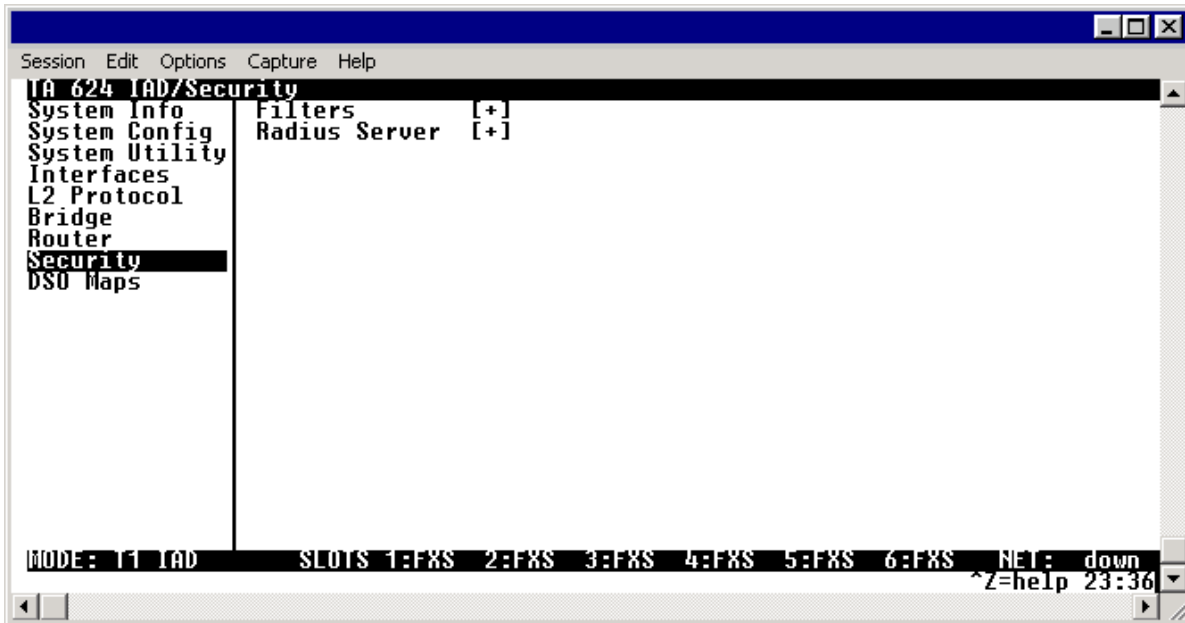 Session Edit Options Capture Help
TA 624 IAD/Security
System Info Filters [+]
System Config Radius Server [+]
System Utility
Interfaces
L2 Protocol
Bridge
Router
Security
DS0 Maps
MODE: T1 IAD SLOTS 1:FXS 2:FXS 3:FXS 4:FXS 5:FXS 6:FXS NET: down
^Z=help 23:36